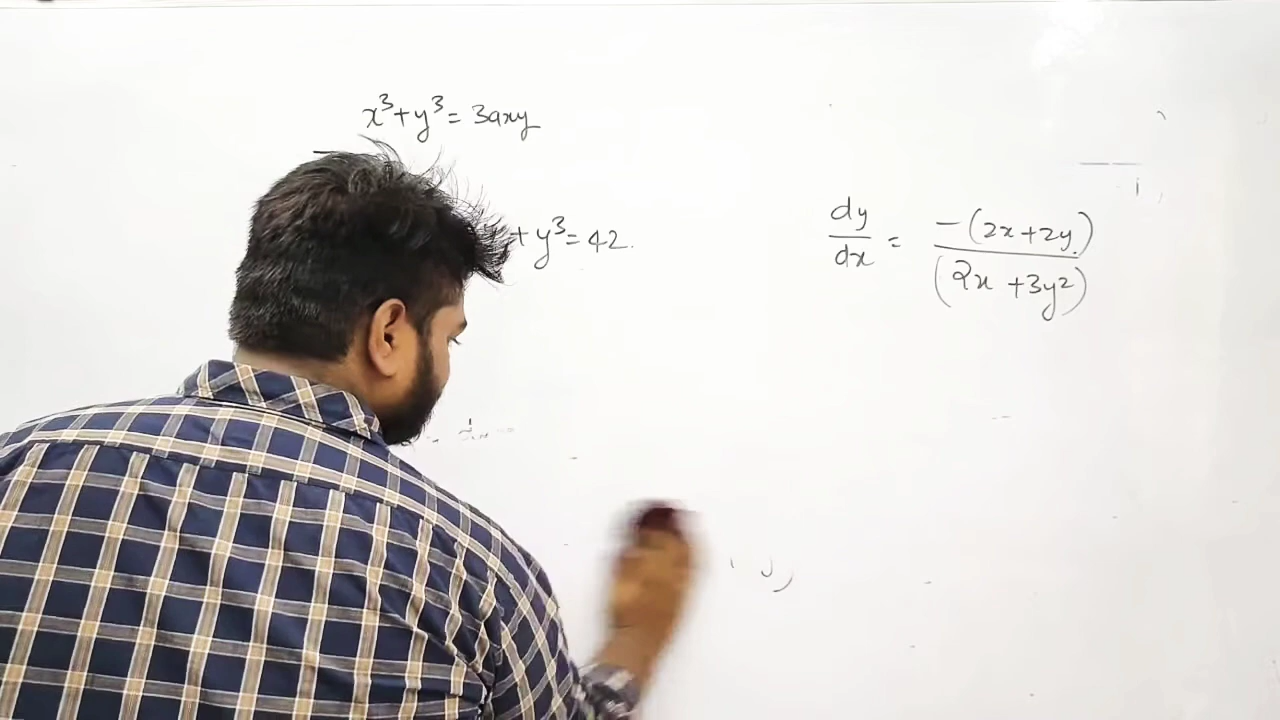 x³+y³= 3axy
+ y³= 42.
dy/dx = -(2x+2y)/(2x +3y²)